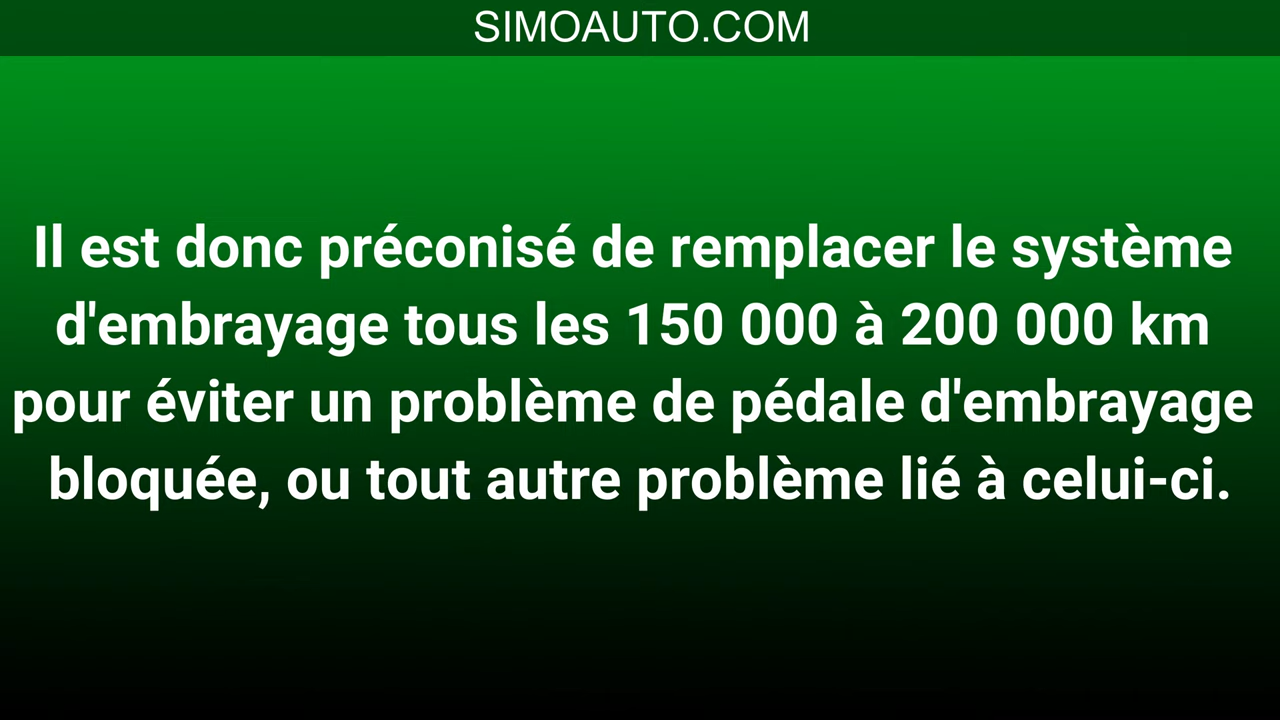 SIMOAUTO.COM
Il est donc préconisé de remplacer le système
d'embrayage tous les 150 000 à 200 000 km
pour éviter un problème de pédale d'embrayage
bloquée, ou tout autre problème lié à celui-ci.